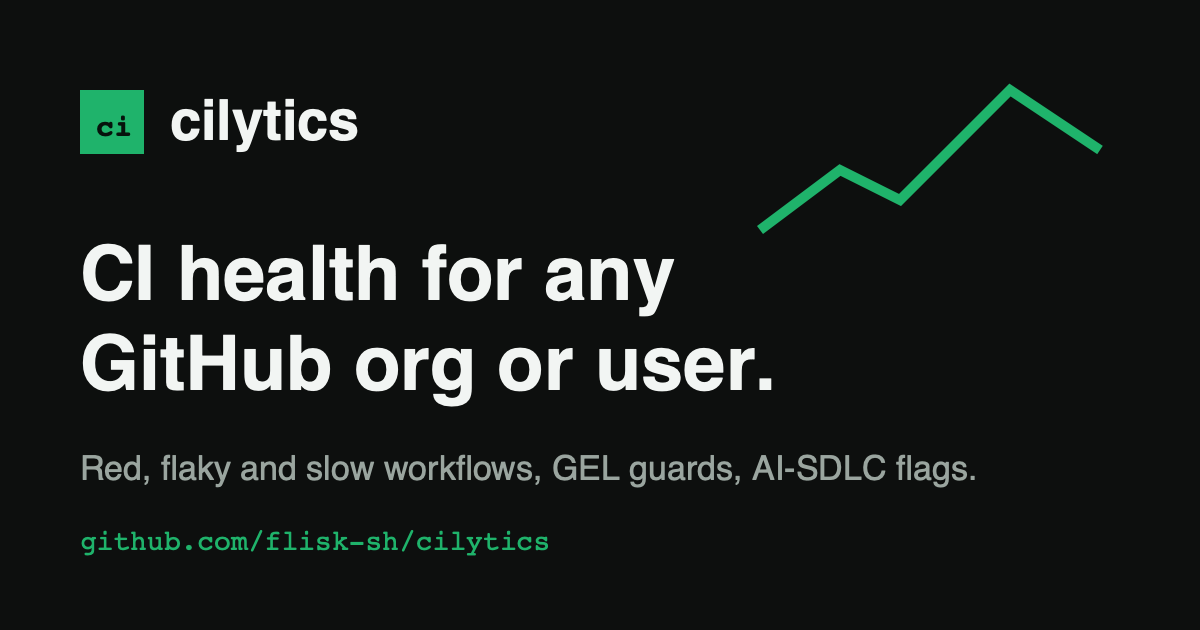 ci
cilytics
CI health for any
GitHub org or user.
Red, flaky and slow workflows, GEL guards, AI-SDLC flags.
github.com/flisk-sh/cilytics